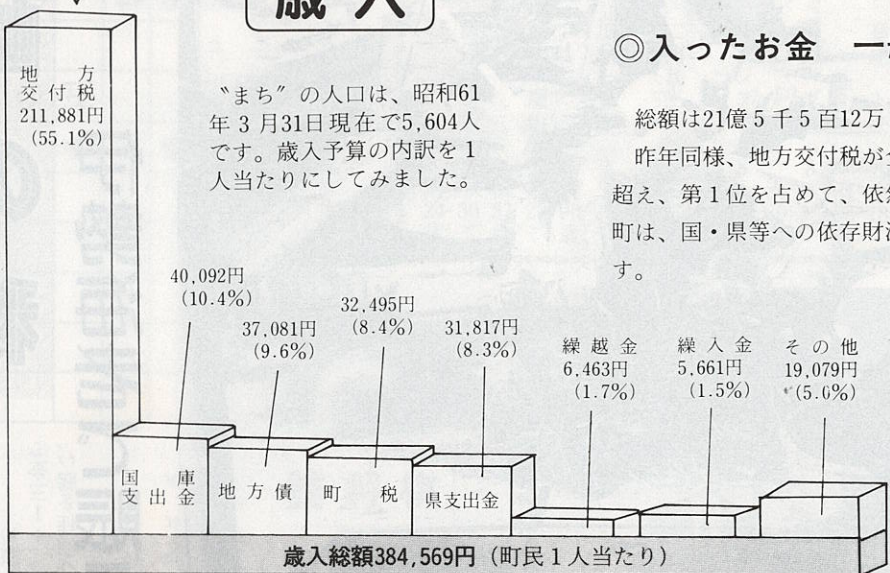 歳入
◎入ったお金
総額は21億5千5百12万
昨年同様、地方交付税が
超え、第1位を占めて、依
町は、国・県等への依存財
す。
〝まち〟の人口は、昭和61
年3月31日現在で5,604人
です。歳入予算の内訳を1
人当たりにしてみました。
地方
交付税
211,881円
(55.1%)
40,092円
(10.4%)
37,081円
(9.6%)
32,495円
(8.4%)
31,817円
(8.3%)
繰越金
6,463円
(1.7%)
繰入金
5,661円
(1.5%)
その他
19,079円
(5.0%)
国庫
支出金
地方債
町税
県支出金
歳入総額384,569円(町民1人当たり)